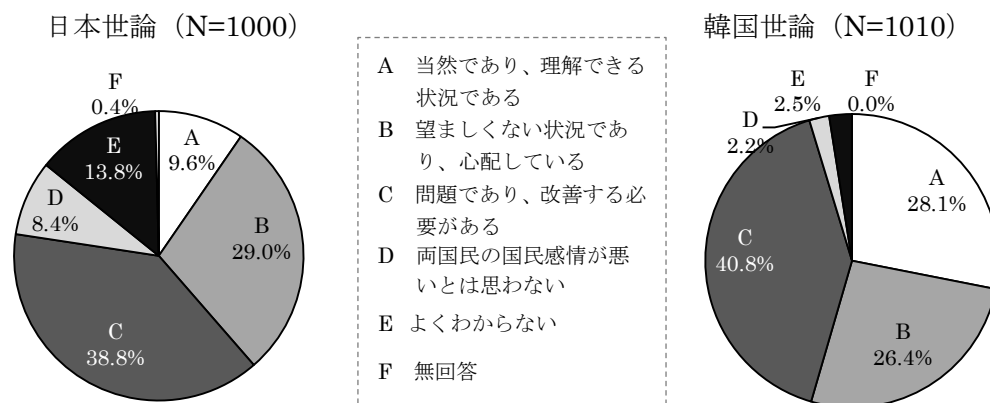 日本世論（N=1000）
F
0.4%
A
9.6%
E
13.8%
D
8.4%
B
29.0%
C
38.8%
A 当然であり、理解できる
状況である
B 望ましくない状況であ
り、心配している
C 問題であり、改善する必
要がある
D 両国民の国民感情が悪
いとは思わない
E よくわからない
F 無回答
韓国世論（N=1010）
E
2.5%
F
0.0%
D
2.2%
A
28.1%
C
40.8%
B
26.4%